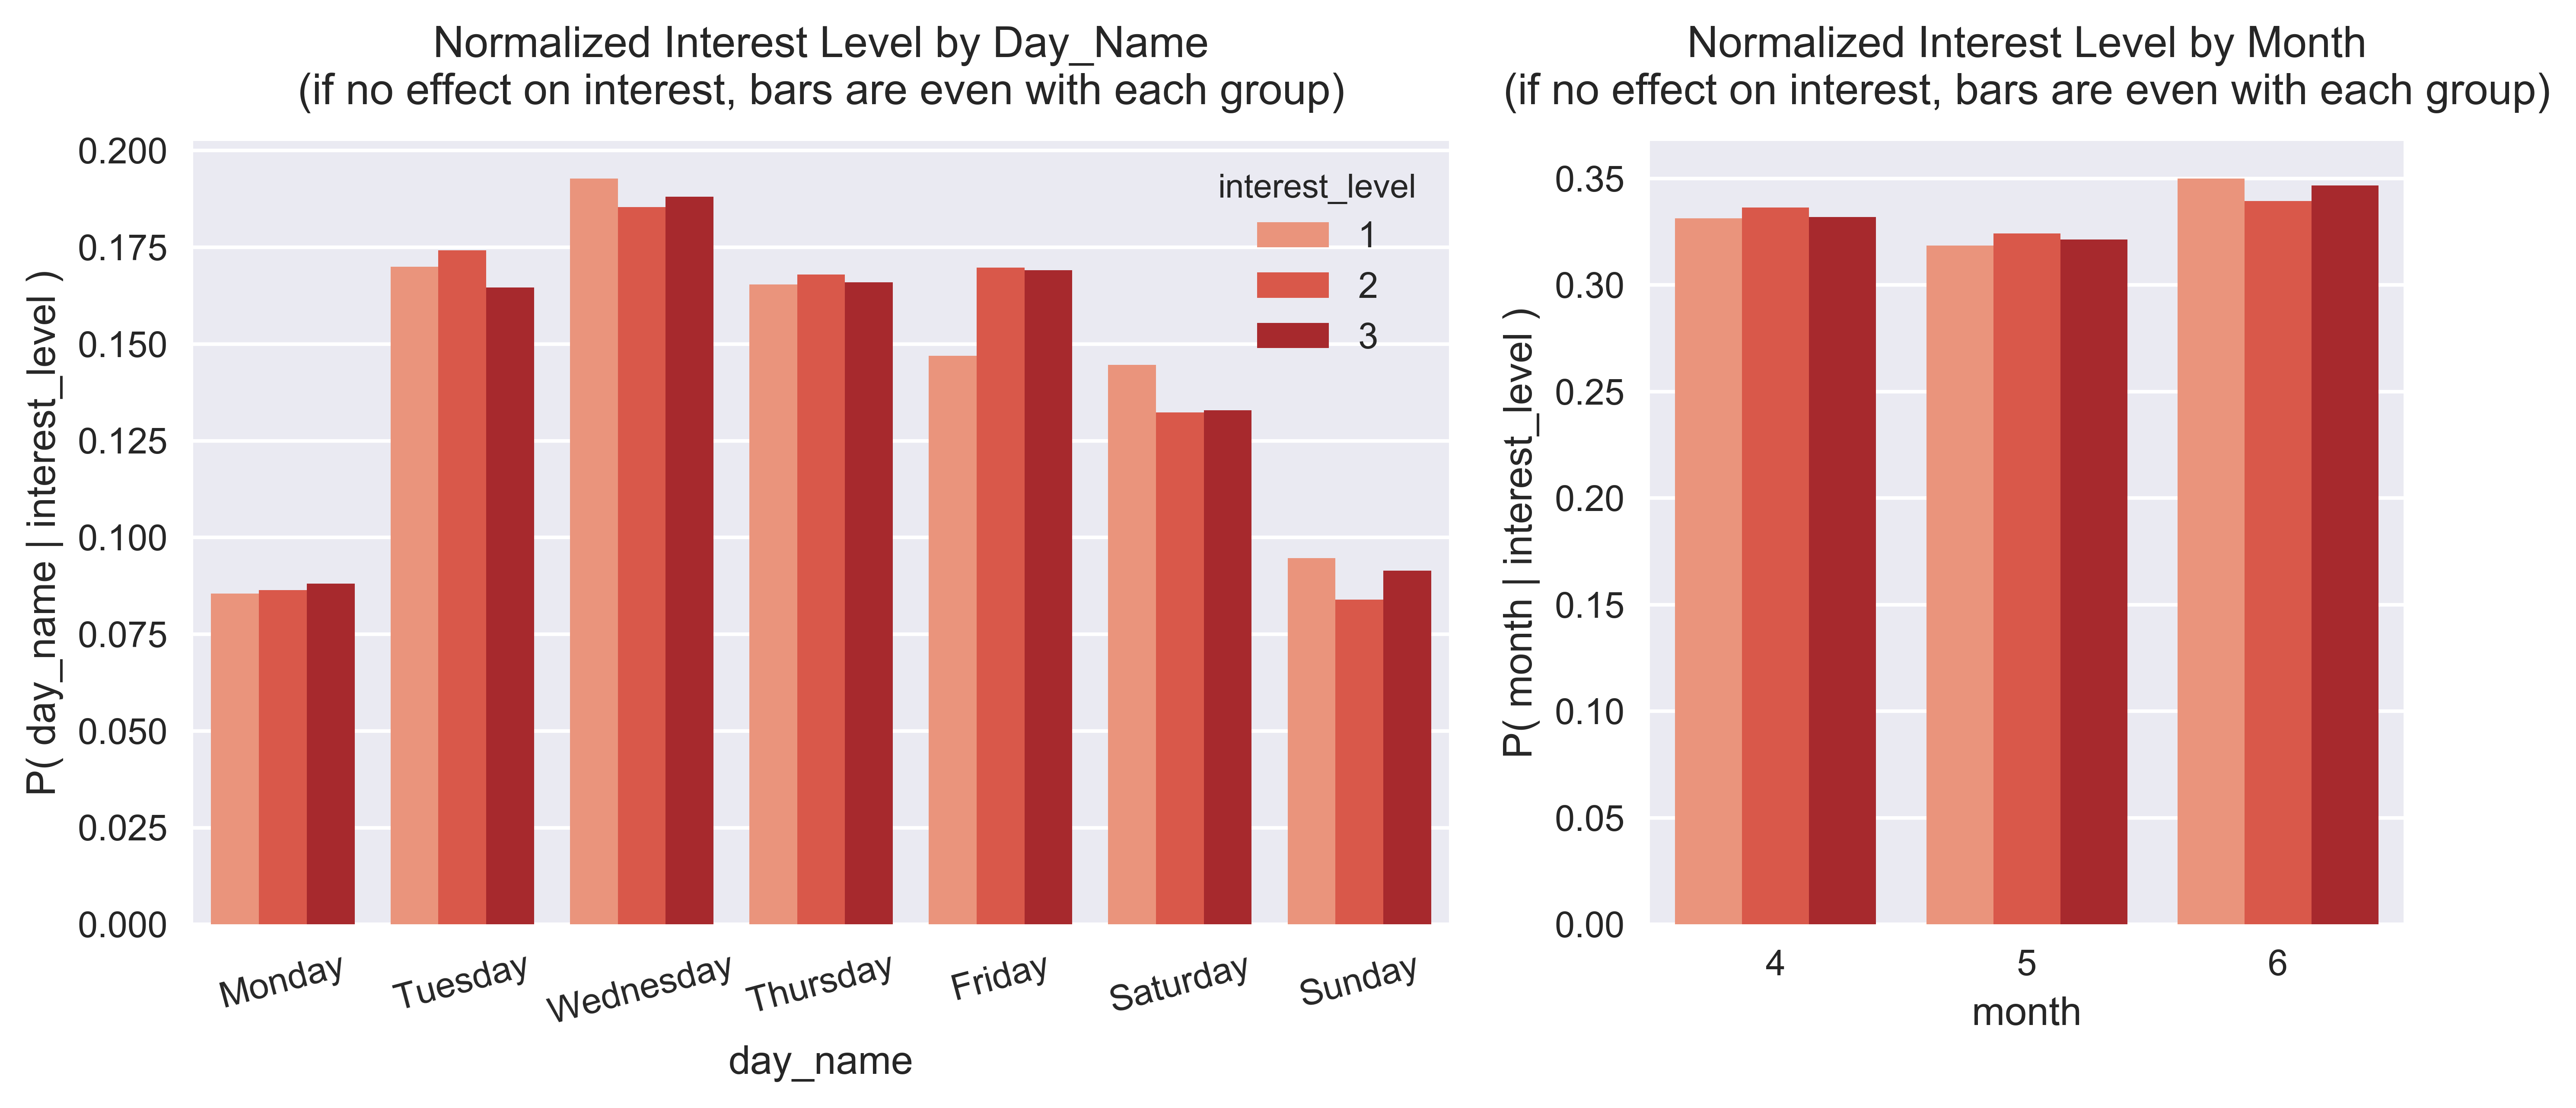 Normalized Interest Level by Day_Name
(if no effect on interest, bars are even with each group)
P( day_name | interest_level )
0.200
0.175
0.150
0.125
0.100
0.075
0.050
0.025
0.000
interest_level
1
2
3
Monday
Tuesday
Wednesday
Thursday
Friday
Saturday
Sunday
day_name
Normalized Interest Level by Month
(if no effect on interest, bars are even with each group)
P( month | interest_level )
0.35
0.30
0.25
0.20
0.15
0.10
0.05
0.00
4
5
6
month